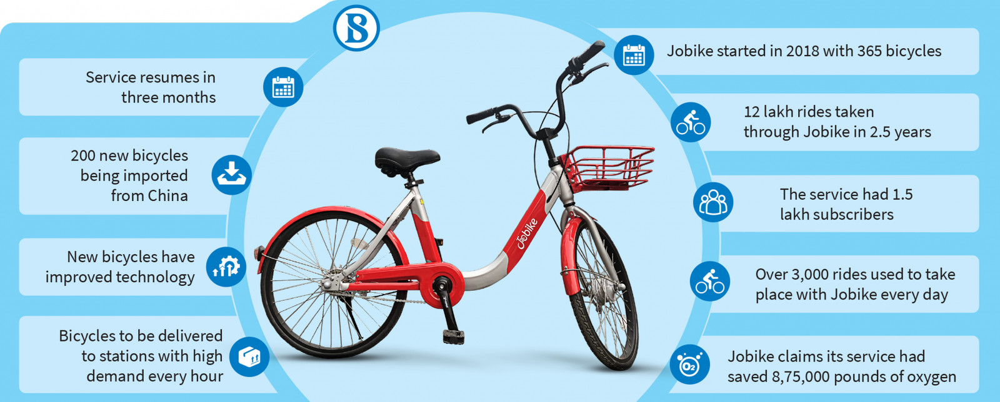 BS
Service resumes in
three months
200 new bicycles
being imported
from China
New bicycles have
improved technology
Bicycles to be delivered
to stations with high
demand every hour
Jobike
Jobike started in 2018 with 365 bicycles
12 lakh rides taken
through Jobike in 2.5 years
The service had 1.5
lakh subscribers
Over 3,000 rides used to take
place with Jobike every day
O2
Jobike claims its service had
saved 8,75,000 pounds of oxygen